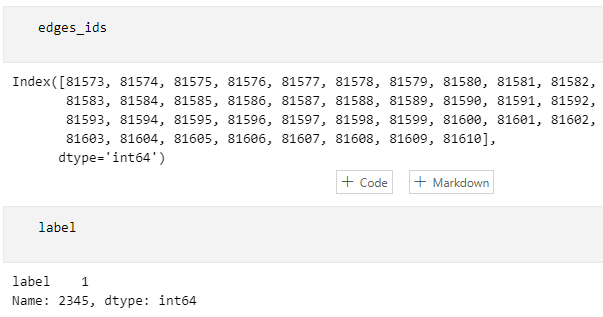 edges_ids
Index([81573, 81574, 81575, 81576, 81577, 81578, 81579, 81580, 81581, 81582,
81583, 81584, 81585, 81586, 81587, 81588, 81589, 81590, 81591, 81592,
81593, 81594, 81595, 81596, 81597, 81598, 81599, 81600, 81601, 81602,
81603, 81604, 81605, 81606, 81607, 81608, 81609, 81610],
dtype='int64')
+ Code + Markdown
label
label 1
Name: 2345, dtype: int64